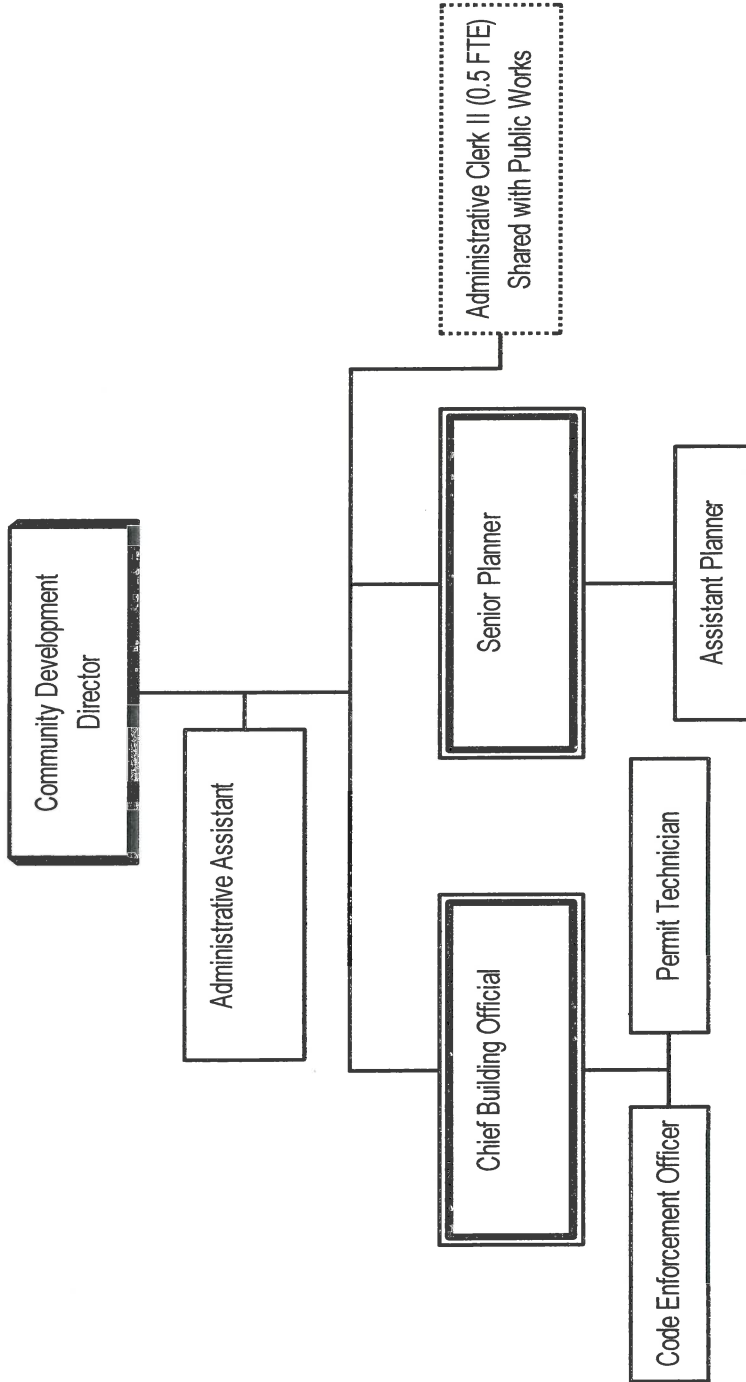 Community Development
Director
Administrative Assistant
Chief Building Official
Senior Planner
Administrative Clerk II (0.5 FTE)
Shared with Public Works
Code Enforcement Officer
Permit Technician
Assistant Planner